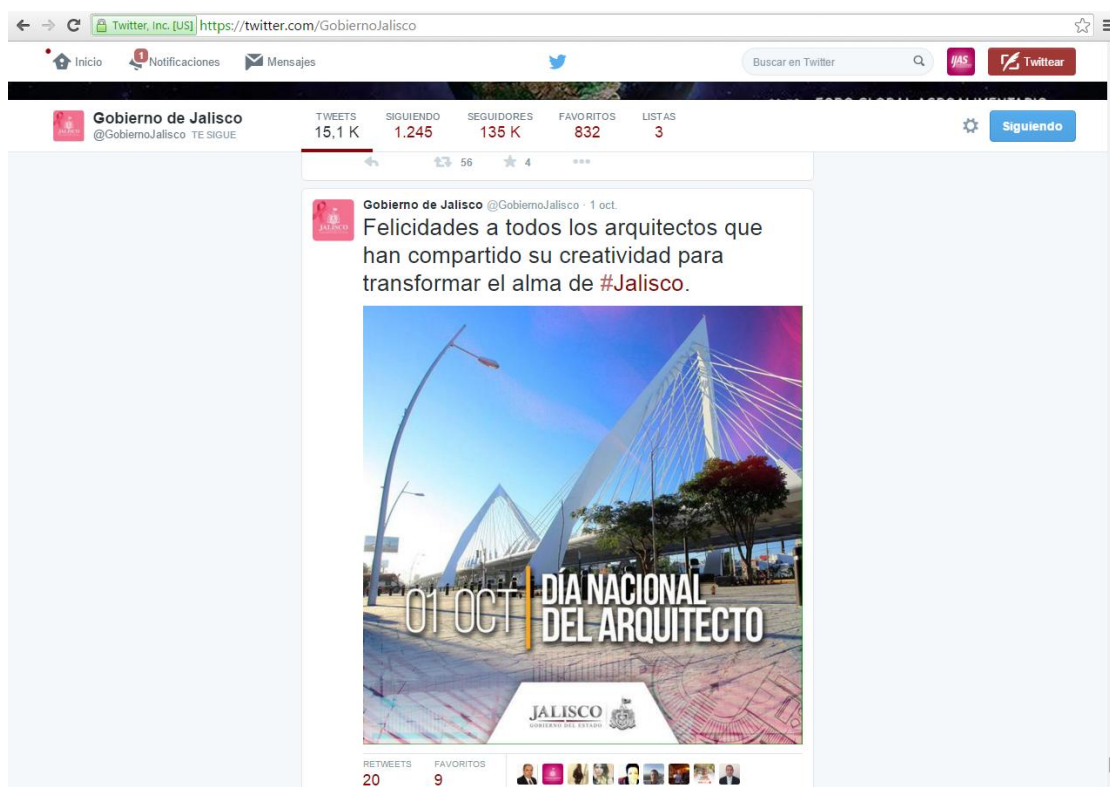 Twitter, Inc. [US] https://twitter.com/GobiernoJalisco
Inicio 1 Notificaciones Mensajes Buscar en Twitter IJAS Twittear
Gobierno de Jalisco
@GobiernoJalisco TE SIGUE
TWEETS SIGUIENDO SEGUIDORES FAVORITOS LISTAS
15,1 K 1.245 135 K 832 3
Siguiendo
56 4
Gobierno de Jalisco @GobiernoJalisco · 1 oct.
Felicidades a todos los arquitectos que
han compartido su creatividad para
transformar el alma de #Jalisco.
01 OCT DÍA NACIONAL
DEL ARQUITECTO
JALISCO
GOBIERNO DEL ESTADO
RETWEETS FAVORITOS
20 9